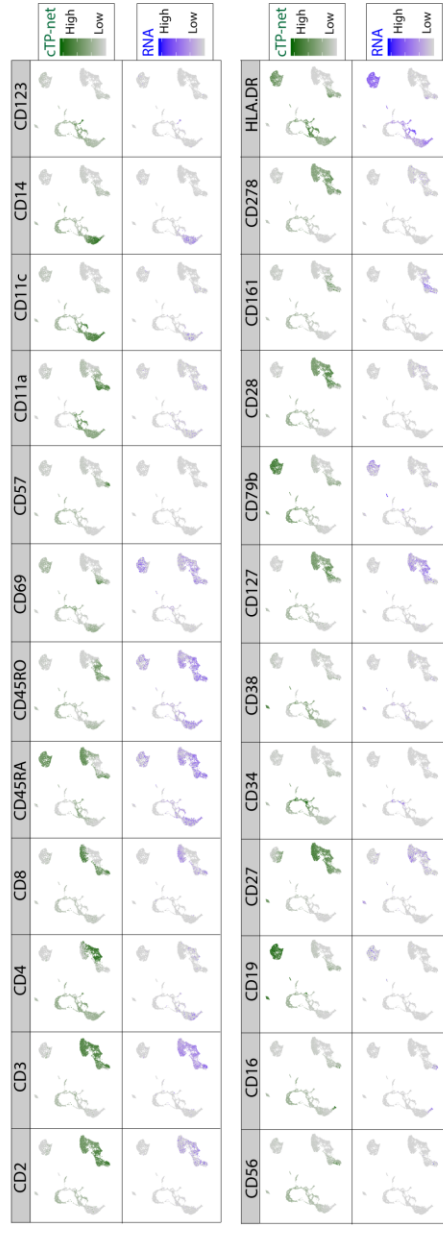 CD2 CD3 CD4 CD8 CD45RA CD45RO CD69 CD57 CD11a CD11c CD14 CD123
cTP-net
High
Low
RNA
High
Low
CD56 CD16 CD19 CD27 CD34 CD38 CD127 CD79b CD28 CD161 CD278 HLA.DR
cTP-net
High
Low
RNA
High
Low